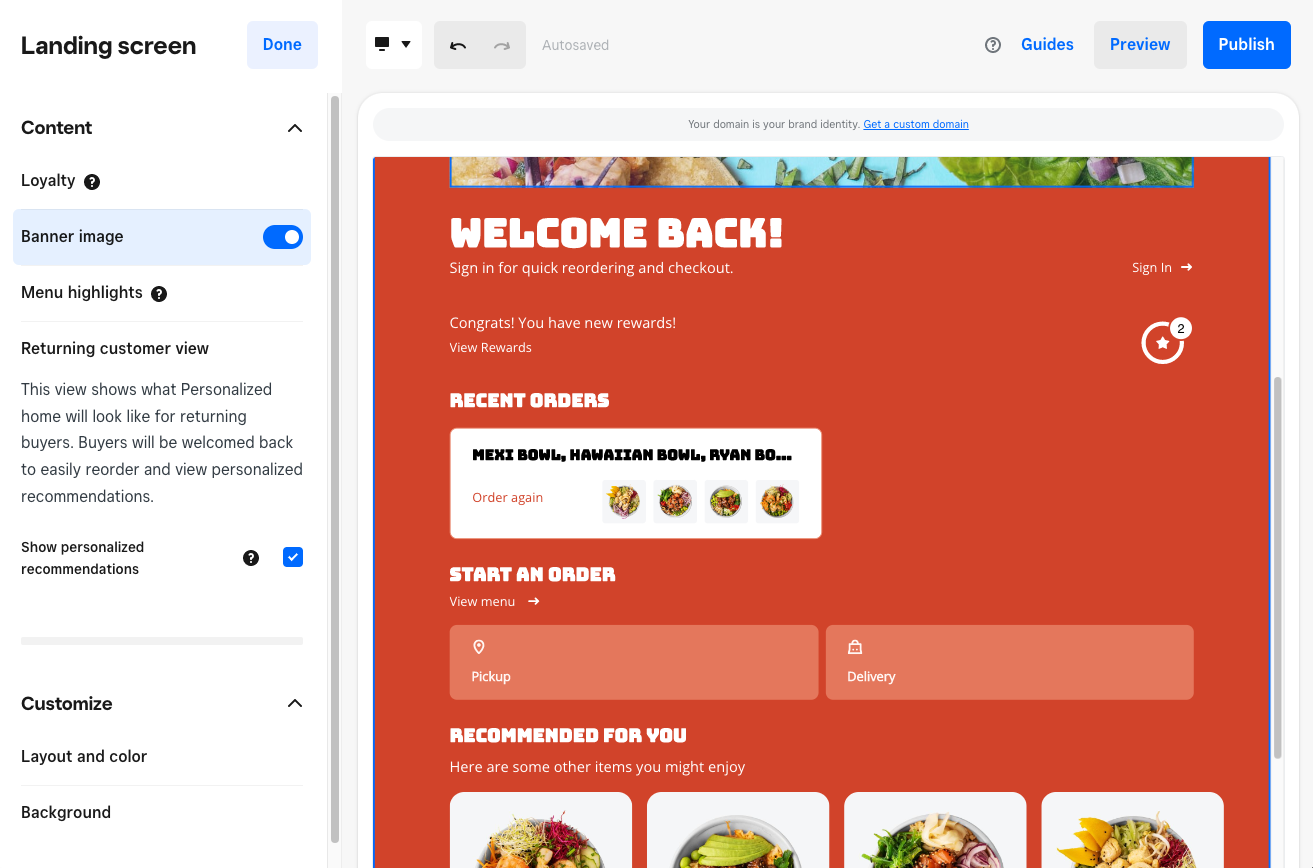 Landing screen
Done
Autosaved
Guides
Preview
Publish
Content
Loyalty
Banner image
Menu highlights
Returning customer view
This view shows what Personalized
home will look like for returning
buyers. Buyers will be welcomed back
to easily reorder and view personalized
recommendations.
Show personalized
recommendations
Customize
Layout and color
Background
Your domain is your brand identity. Get a custom domain
WELCOME BACK!
Sign in for quick reordering and checkout.
Sign In
Congrats! You have new rewards!
2
View Rewards
RECENT ORDERS
MEXI BOWL, HAWAIIAN BOWL, RYAN BO...
Order again
START AN ORDER
View menu
Pickup
Delivery
RECOMMENDED FOR YOU
Here are some other items you might enjoy